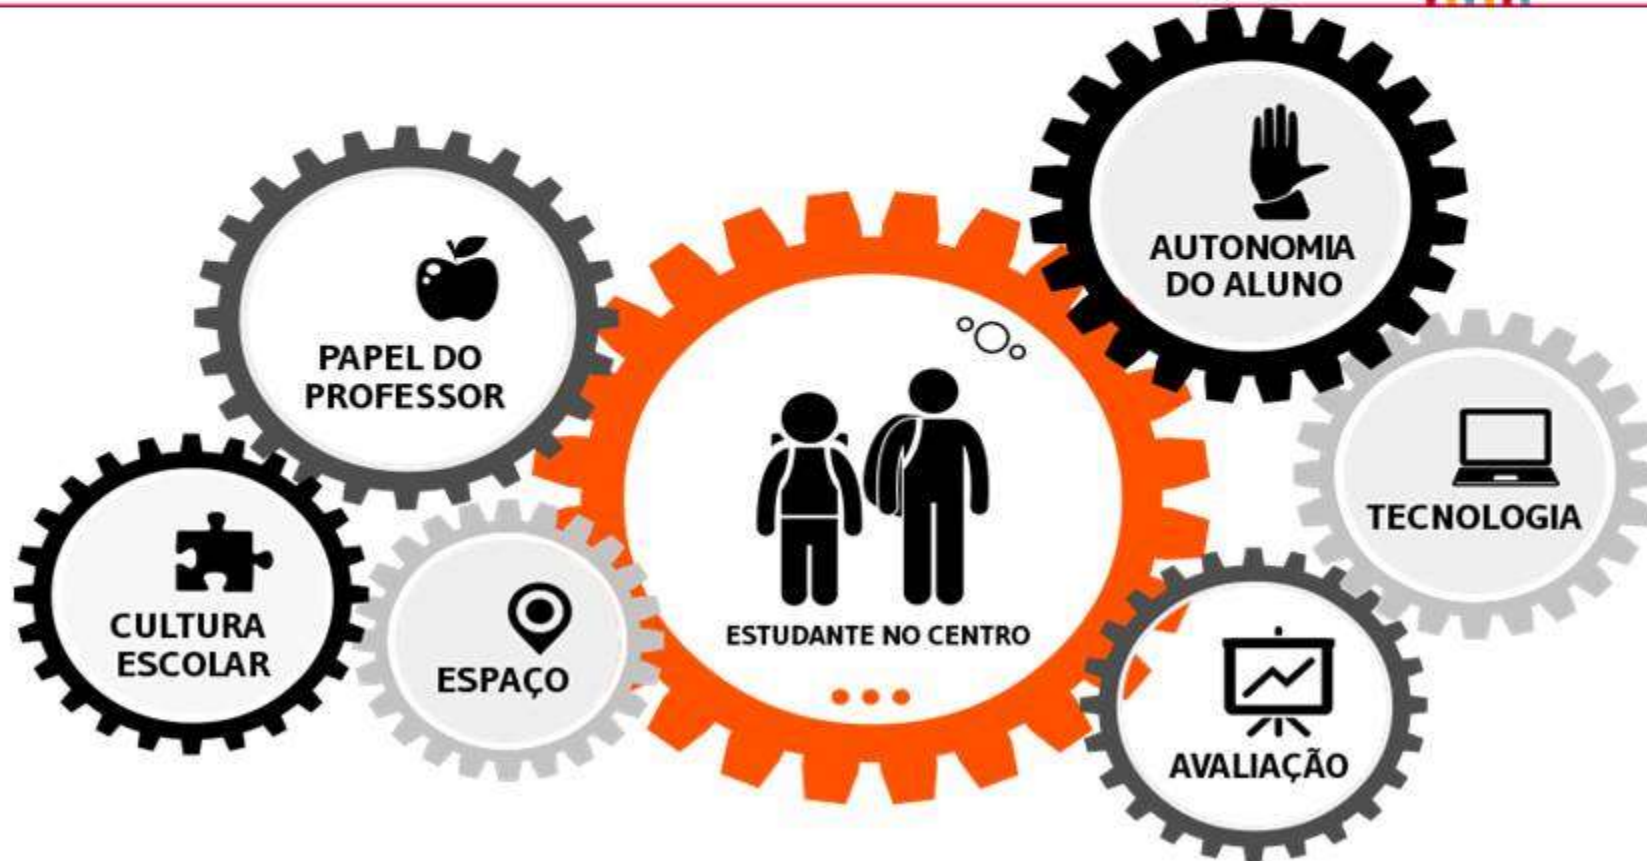 PAPEL DO
PROFESSOR
CULTURA
ESCOLAR
ESPAÇO
ESTUDANTE NO CENTRO
AUTONOMIA
DO ALUNO
TECNOLOGIA
AVALIAÇÃO